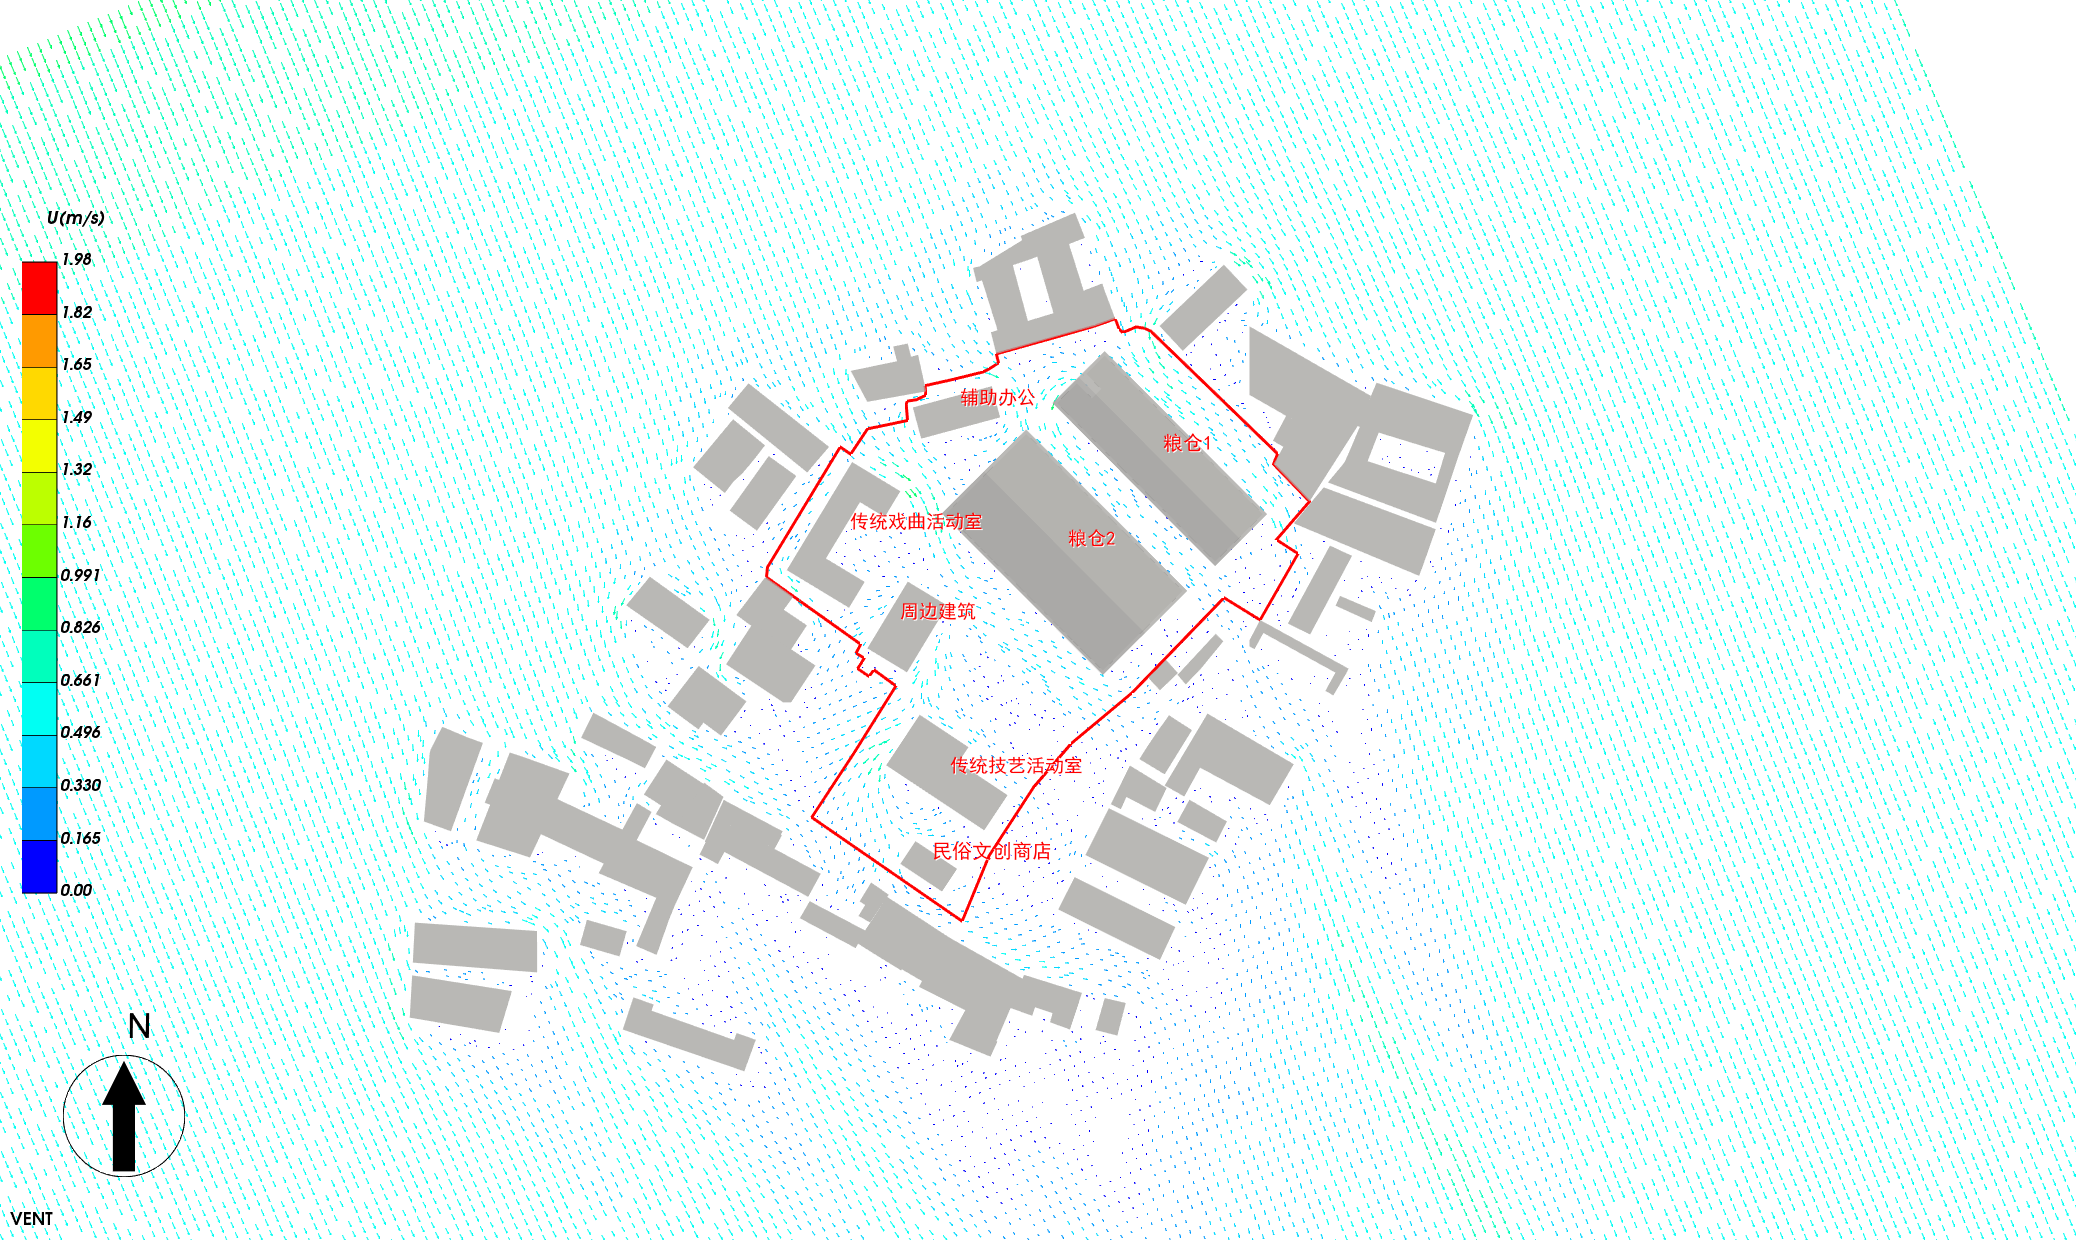 U(m/s)
1.98
1.82
1.65
1.49
1.32
1.16
0.991
0.826
0.661
0.496
0.330
0.165
0.00
辅助办公
粮仓1
传统戏曲活动室
粮仓2
周边建筑
传统技艺活动室
民俗文创商店
N
VENT